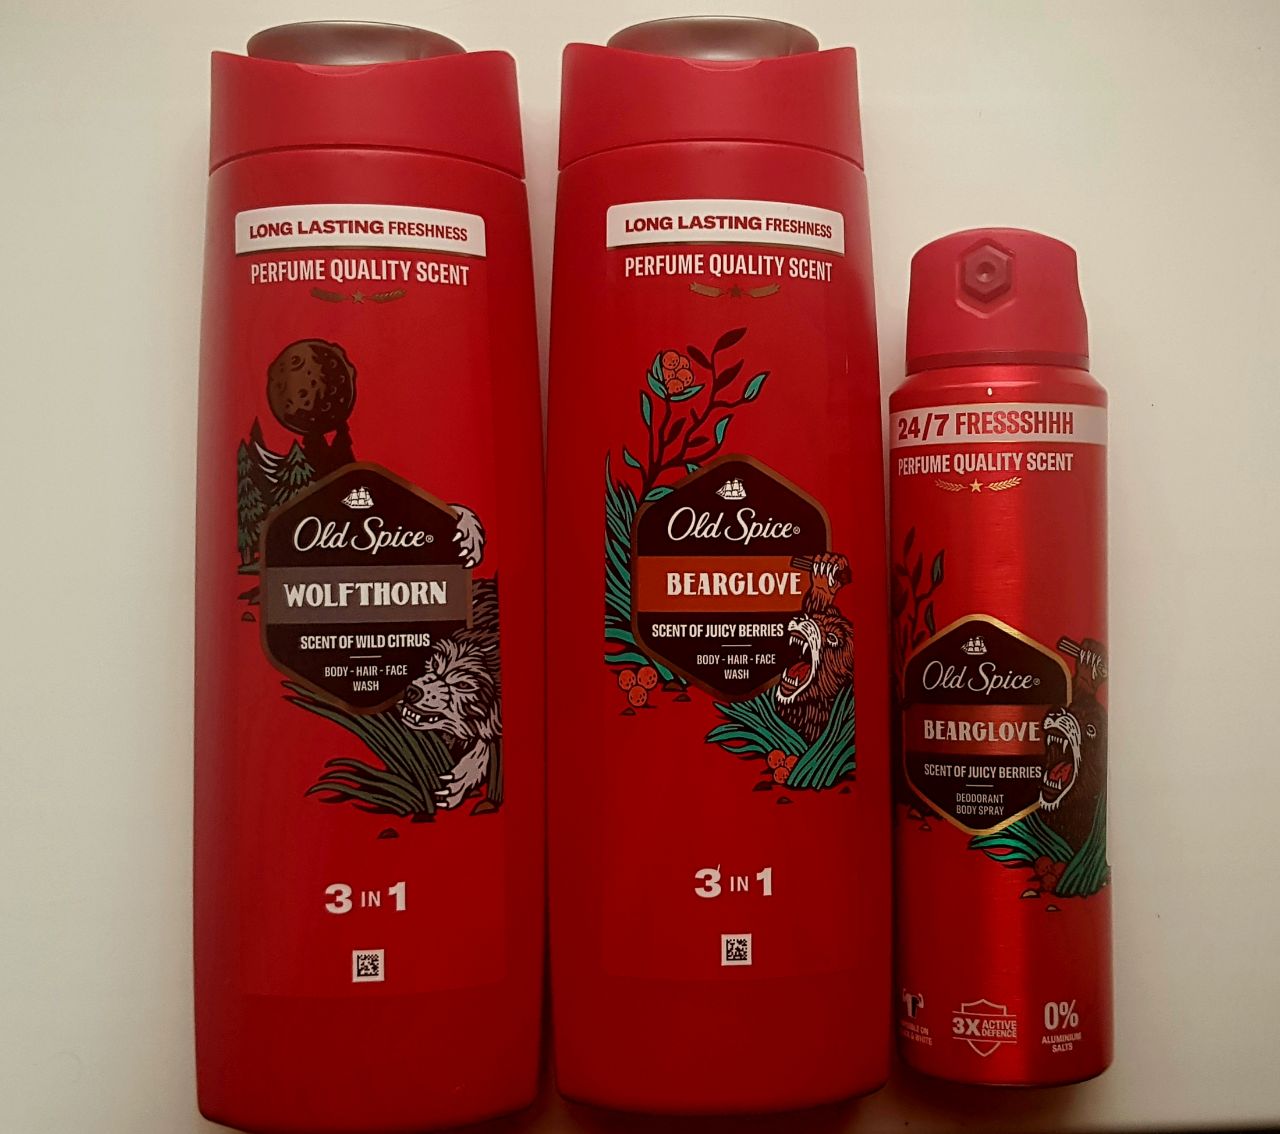 LONG LASTING FRESHNESS
PERFUME QUALITY SCENT
Old Spice®
WOLFTHORN
SCENT OF WILD CITRUS
BODY - HAIR - FACE
WASH
3 IN 1
LONG LASTING FRESHNESS
PERFUME QUALITY SCENT
Old Spice®
BEARGLOVE
SCENT OF JUICY BERRIES
BODY - HAIR - FACE
WASH
3 IN 1
24/7 FRESSSHHH
PERFUME QUALITY SCENT
Old Spice®
BEARGLOVE
SCENT OF JUICY BERRIES
DEODORANT
BODY SPRAY
ON
& WHITE
3X ACTIVE
DEFENCE
0%
ALUMINIUM
SALTS